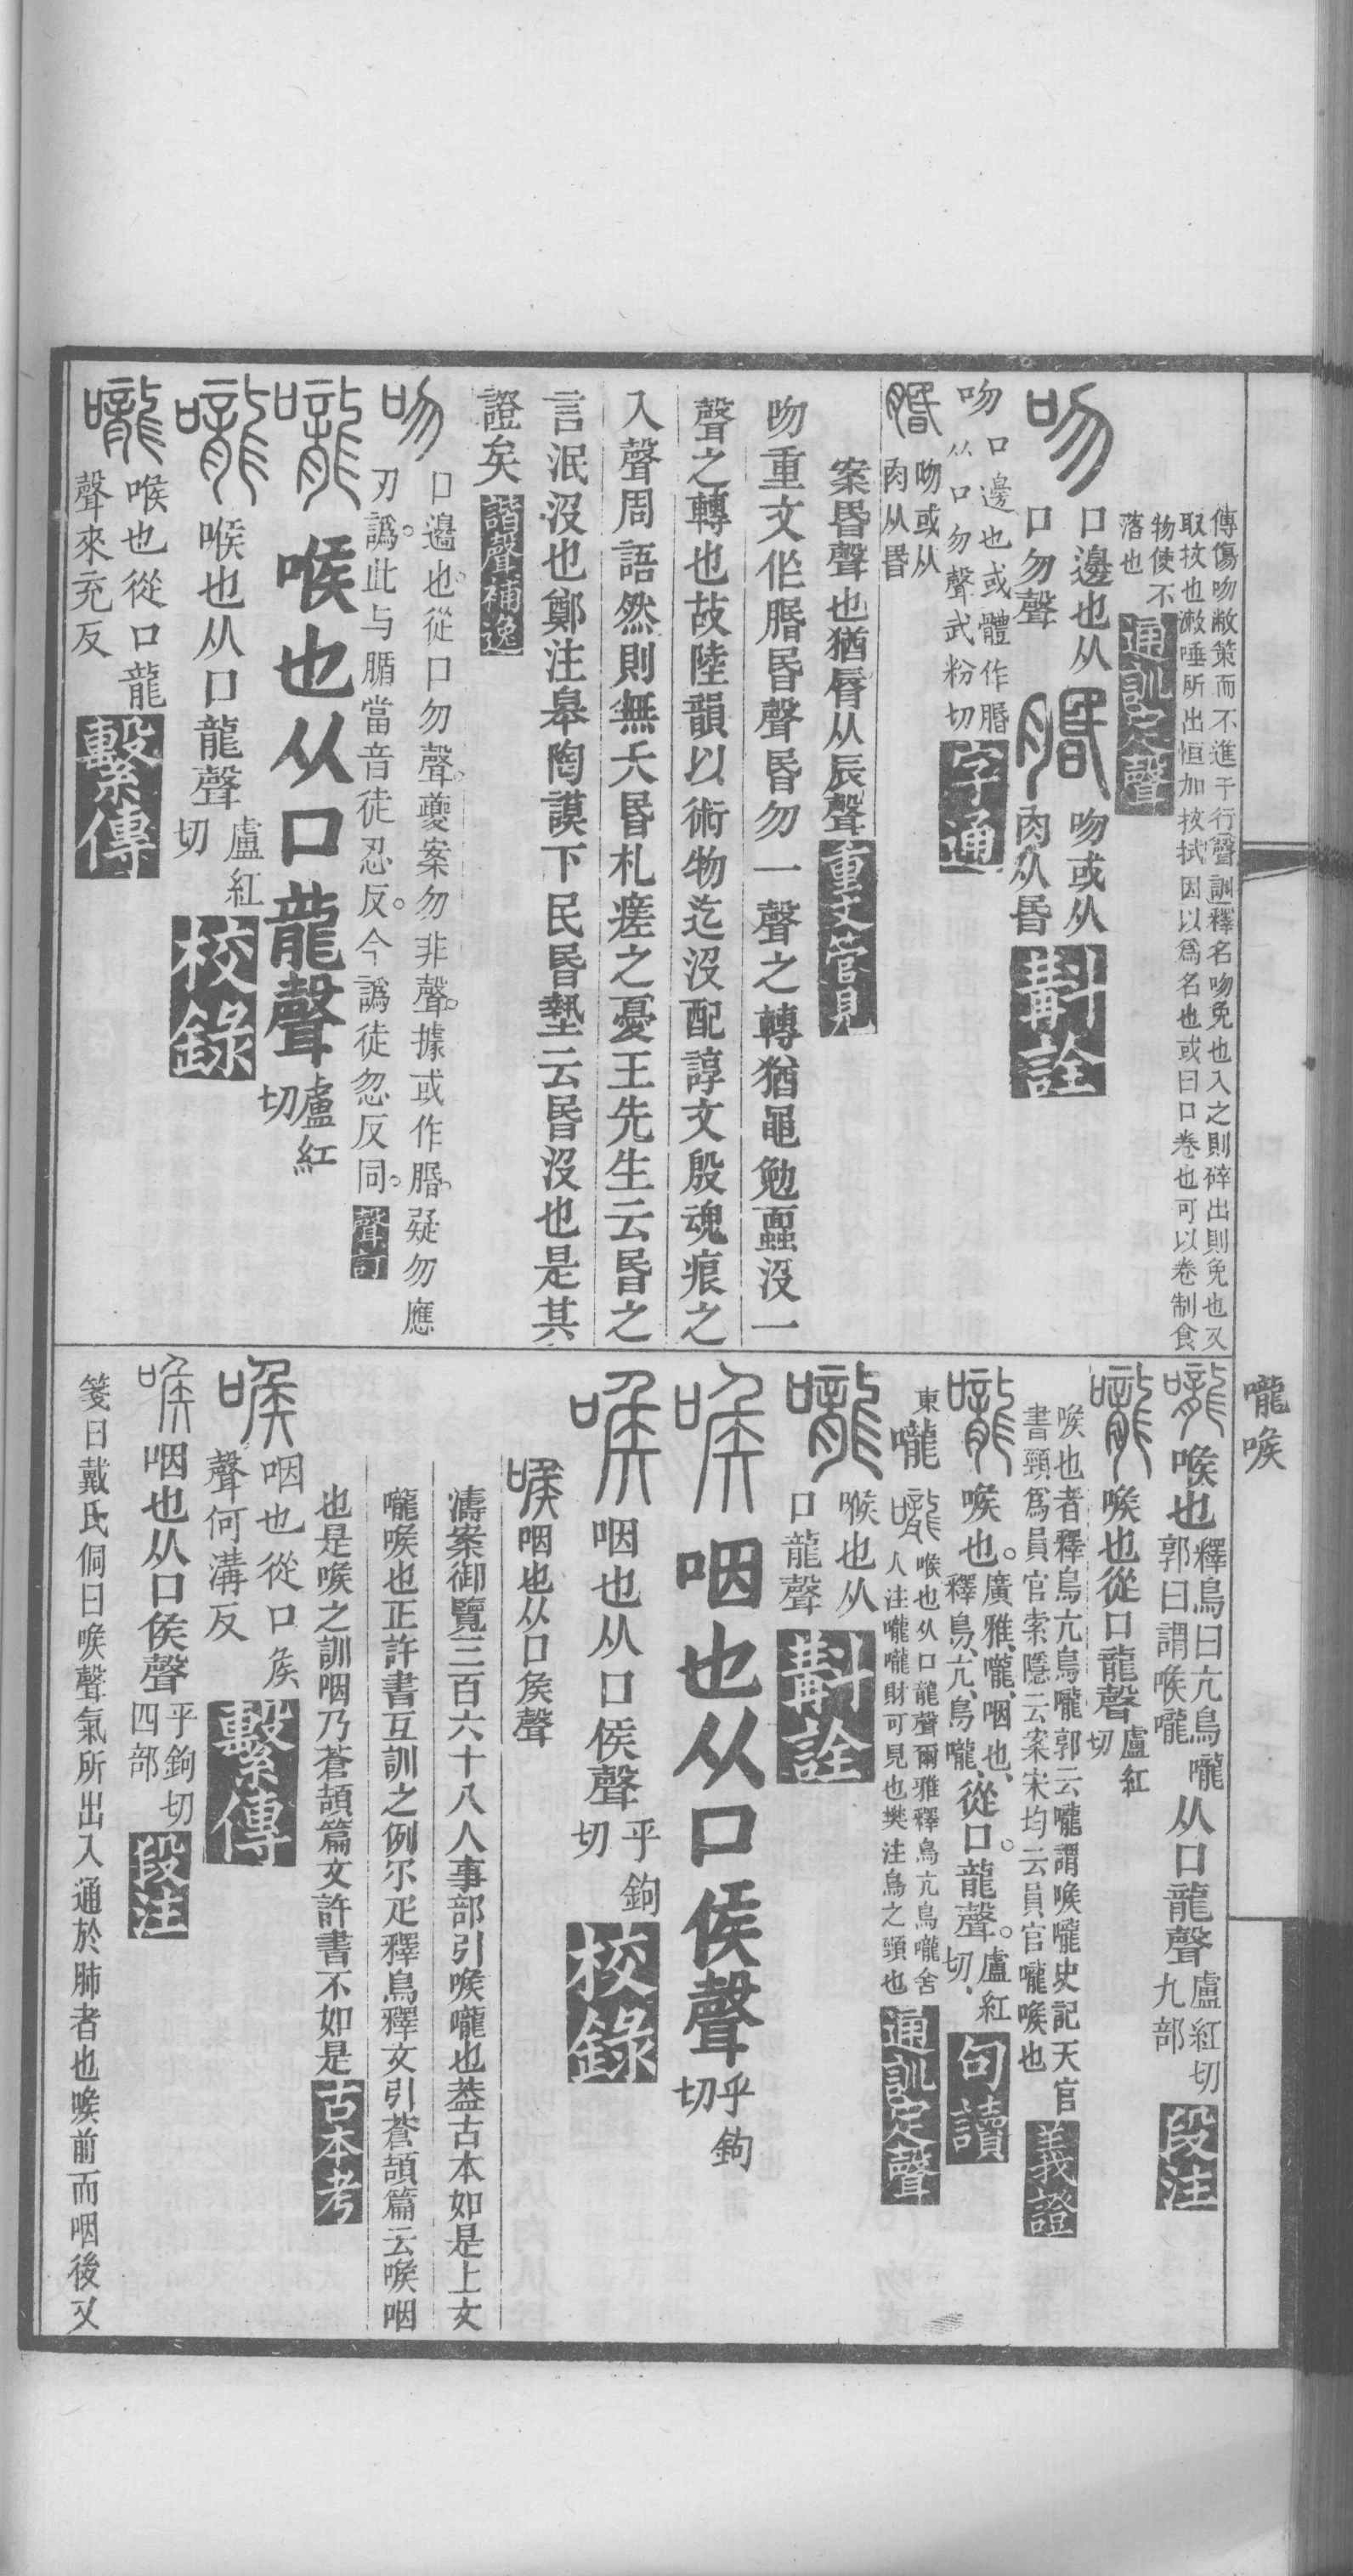 傳傷吻敝策而不進于行聲訓釋名吻免也入之則碎出則免也又
取抆也漱唾所出恒加抆拭因以爲名也或曰口卷也可以卷制食
物使不
落也
通訓定聲
吻
口邊也从
口勿聲
䐇
吻或从
肉从昬
斠詮
吻
口邊也或體作䐇
从口勿聲武粉切
字通
䐇
吻或从
肉从昬
案昬聲也猶脣从辰聲
重文管見
吻重文作䐇昬聲昬勿一聲之轉猶黽勉蠠沒一
聲之轉也故陸韻以術物迄沒配諄文殷魂痕之
入聲周語然則無夭昬札瘥之憂王先生云昬之
言泯沒也鄭注皋陶謨下民昬墊云昬沒也是其
證矣
諧聲補逸
吻
口邊也從口勿聲夔案勿非聲據或作䐇疑勿應
刃譌此与腯當音徒忍反今譌徒忽反同
聲訂
嚨
喉也从口龍聲
盧紅
切
嚨
喉也从口龍聲
盧紅
切
校錄
嚨
喉也從口龍
聲來充反
繫傳
嚨喉
嚨
喉也
釋鳥曰亢鳥嚨
郭曰謂喉嚨
从口龍聲
盧紅切
九部
段注
嚨
喉也從口龍聲
盧紅
切
喉也者釋鳥亢鳥嚨郭云嚨謂喉嚨史記天官
書頸爲員官索隱云案宋均云員官嚨喉也
義證
嚨
喉也
廣雅嚨咽也
釋鳥亢鳥嚨
從口龍聲
盧紅
切
句讀
東
嚨
嚨
喉也从口龍聲爾雅釋鳥亢鳥嚨舍
人注嚨嚨財可見也樊注鳥之頸也
通訓定聲
嚨
喉也从
口龍聲
斠詮
喉
咽也从口侯聲
乎鉤
切
喉
咽也从口侯聲
乎鉤
切
校錄
喉
咽也从口矦聲
濤案御覽三百六十八人事部引喉嚨也葢古本如是上文
嚨喉也正許書互訓之例尒疋釋鳥釋文引蒼頡篇云喉咽
也是喉之訓咽乃蒼頡篇文許書不如是
古本考
喉
咽也從口矦
聲何溝反
繫傳
喉
咽也从口侯聲
乎鉤切
四部
段注
箋曰戴氏侗曰喉聲氣所出入通於肺者也喉前而咽後又